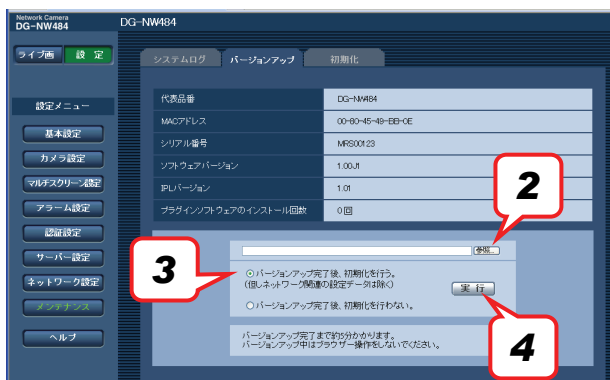 Network Camera
DG-NW484
DG-NW484
ライブ画 設 定
システムログ バージョンアップ 初期化
設定メニュー
基本設定
カメラ設定
マルチスクリーン設定
アラーム設定
認証設定
サーバー設定
ネットワーク設定
メンテナンス
ヘルプ
代表品番 DG-NW484
MACアドレス 00-80-45-49-BB-0E
シリアル番号 MRS00123
ソフトウェアバージョン 1.00J1
IPLバージョン 1.01
プラグインソフトウェアのインストール回数 0回
2
参照...
3
バージョンアップ完了後、初期化を行う。
(但しネットワーク関連の設定データは除く)
実 行
バージョンアップ完了後、初期化を行わない。
4
バージョンアップ完了まで約5分かかります。
バージョンアップ中はブラウザー操作をしないでください。